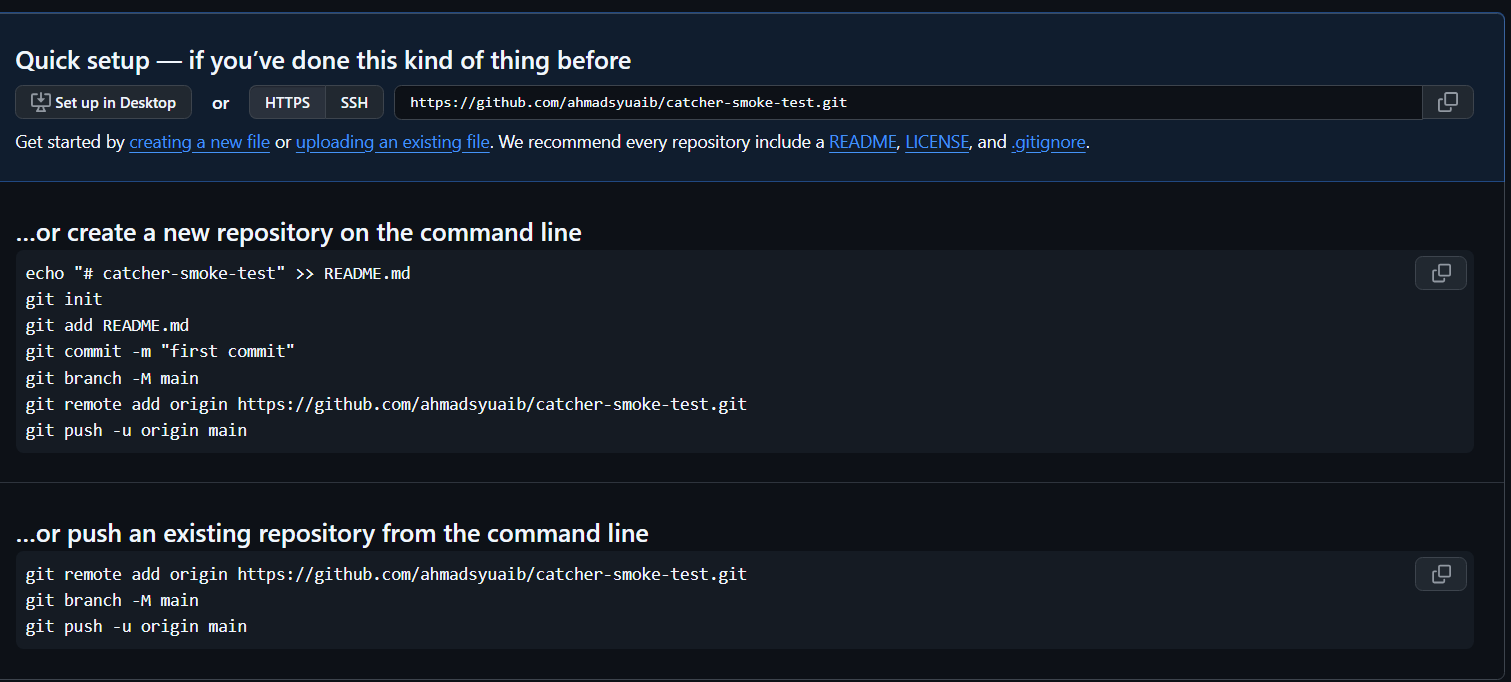 Quick setup — if you’ve done this kind of thing before
Set up in Desktop or HTTPS SSH https://github.com/ahmadsyuaib/catcher-smoke-test.git
Get started by creating a new file or uploading an existing file. We recommend every repository include a README, LICENSE, and .gitignore.
...or create a new repository on the command line
echo "# catcher-smoke-test" >> README.md
git init
git add README.md
git commit -m "first commit"
git branch -M main
git remote add origin https://github.com/ahmadsyuaib/catcher-smoke-test.git
git push -u origin main
...or push an existing repository from the command line
git remote add origin https://github.com/ahmadsyuaib/catcher-smoke-test.git
git branch -M main
git push -u origin main